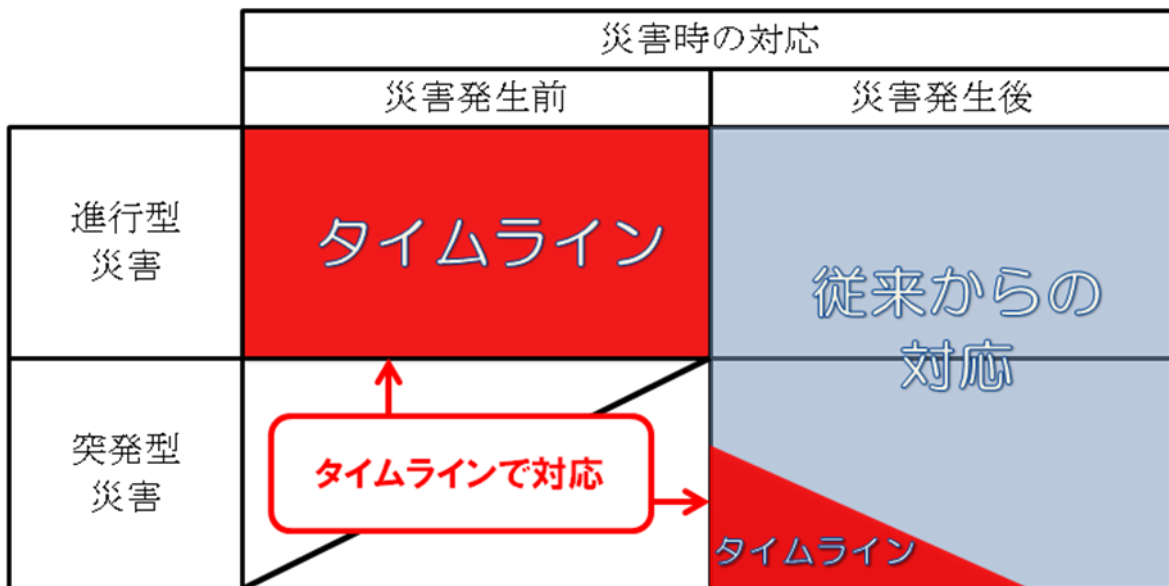 災害時の対応
災害発生前
災害発生後
進行型
災害
タイムライン
従来からの
対応
突発型
災害
タイムラインで対応
タイムライン